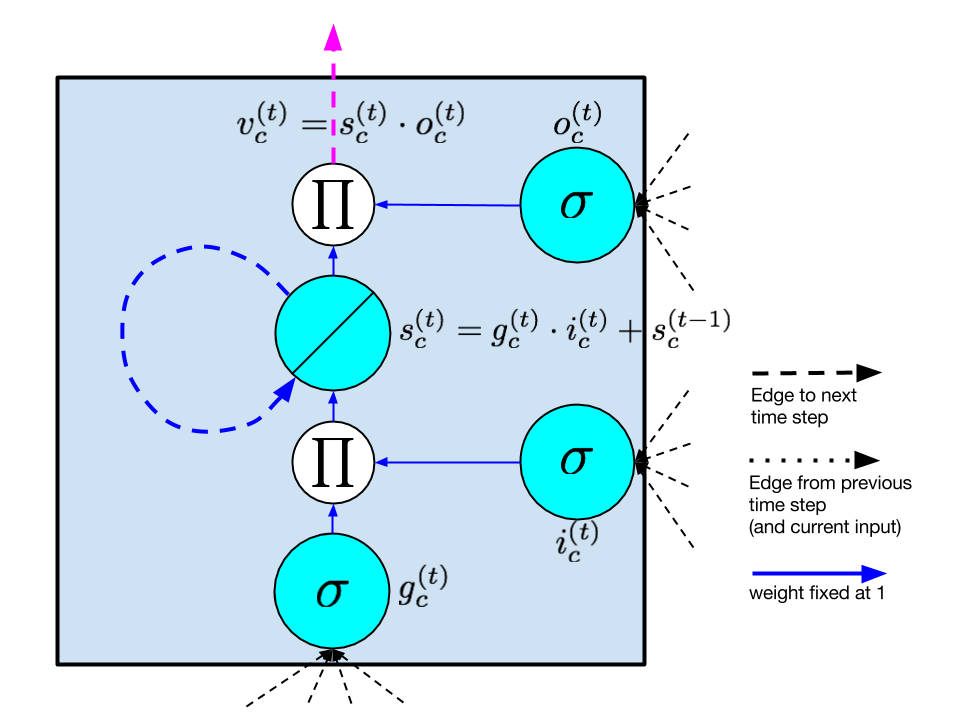 v_c^{(t)} = s_c^{(t)} · o_c^{(t)}
o_c^{(t)}
∏
σ
s_c^{(t)} = g_c^{(t)} · i_c^{(t)} + s_c^{(t−1)}
∏
σ
i_c^{(t)}
σ
g_c^{(t)}
Edge to next
time step
Edge from previous
time step
(and current input)
weight fixed at 1